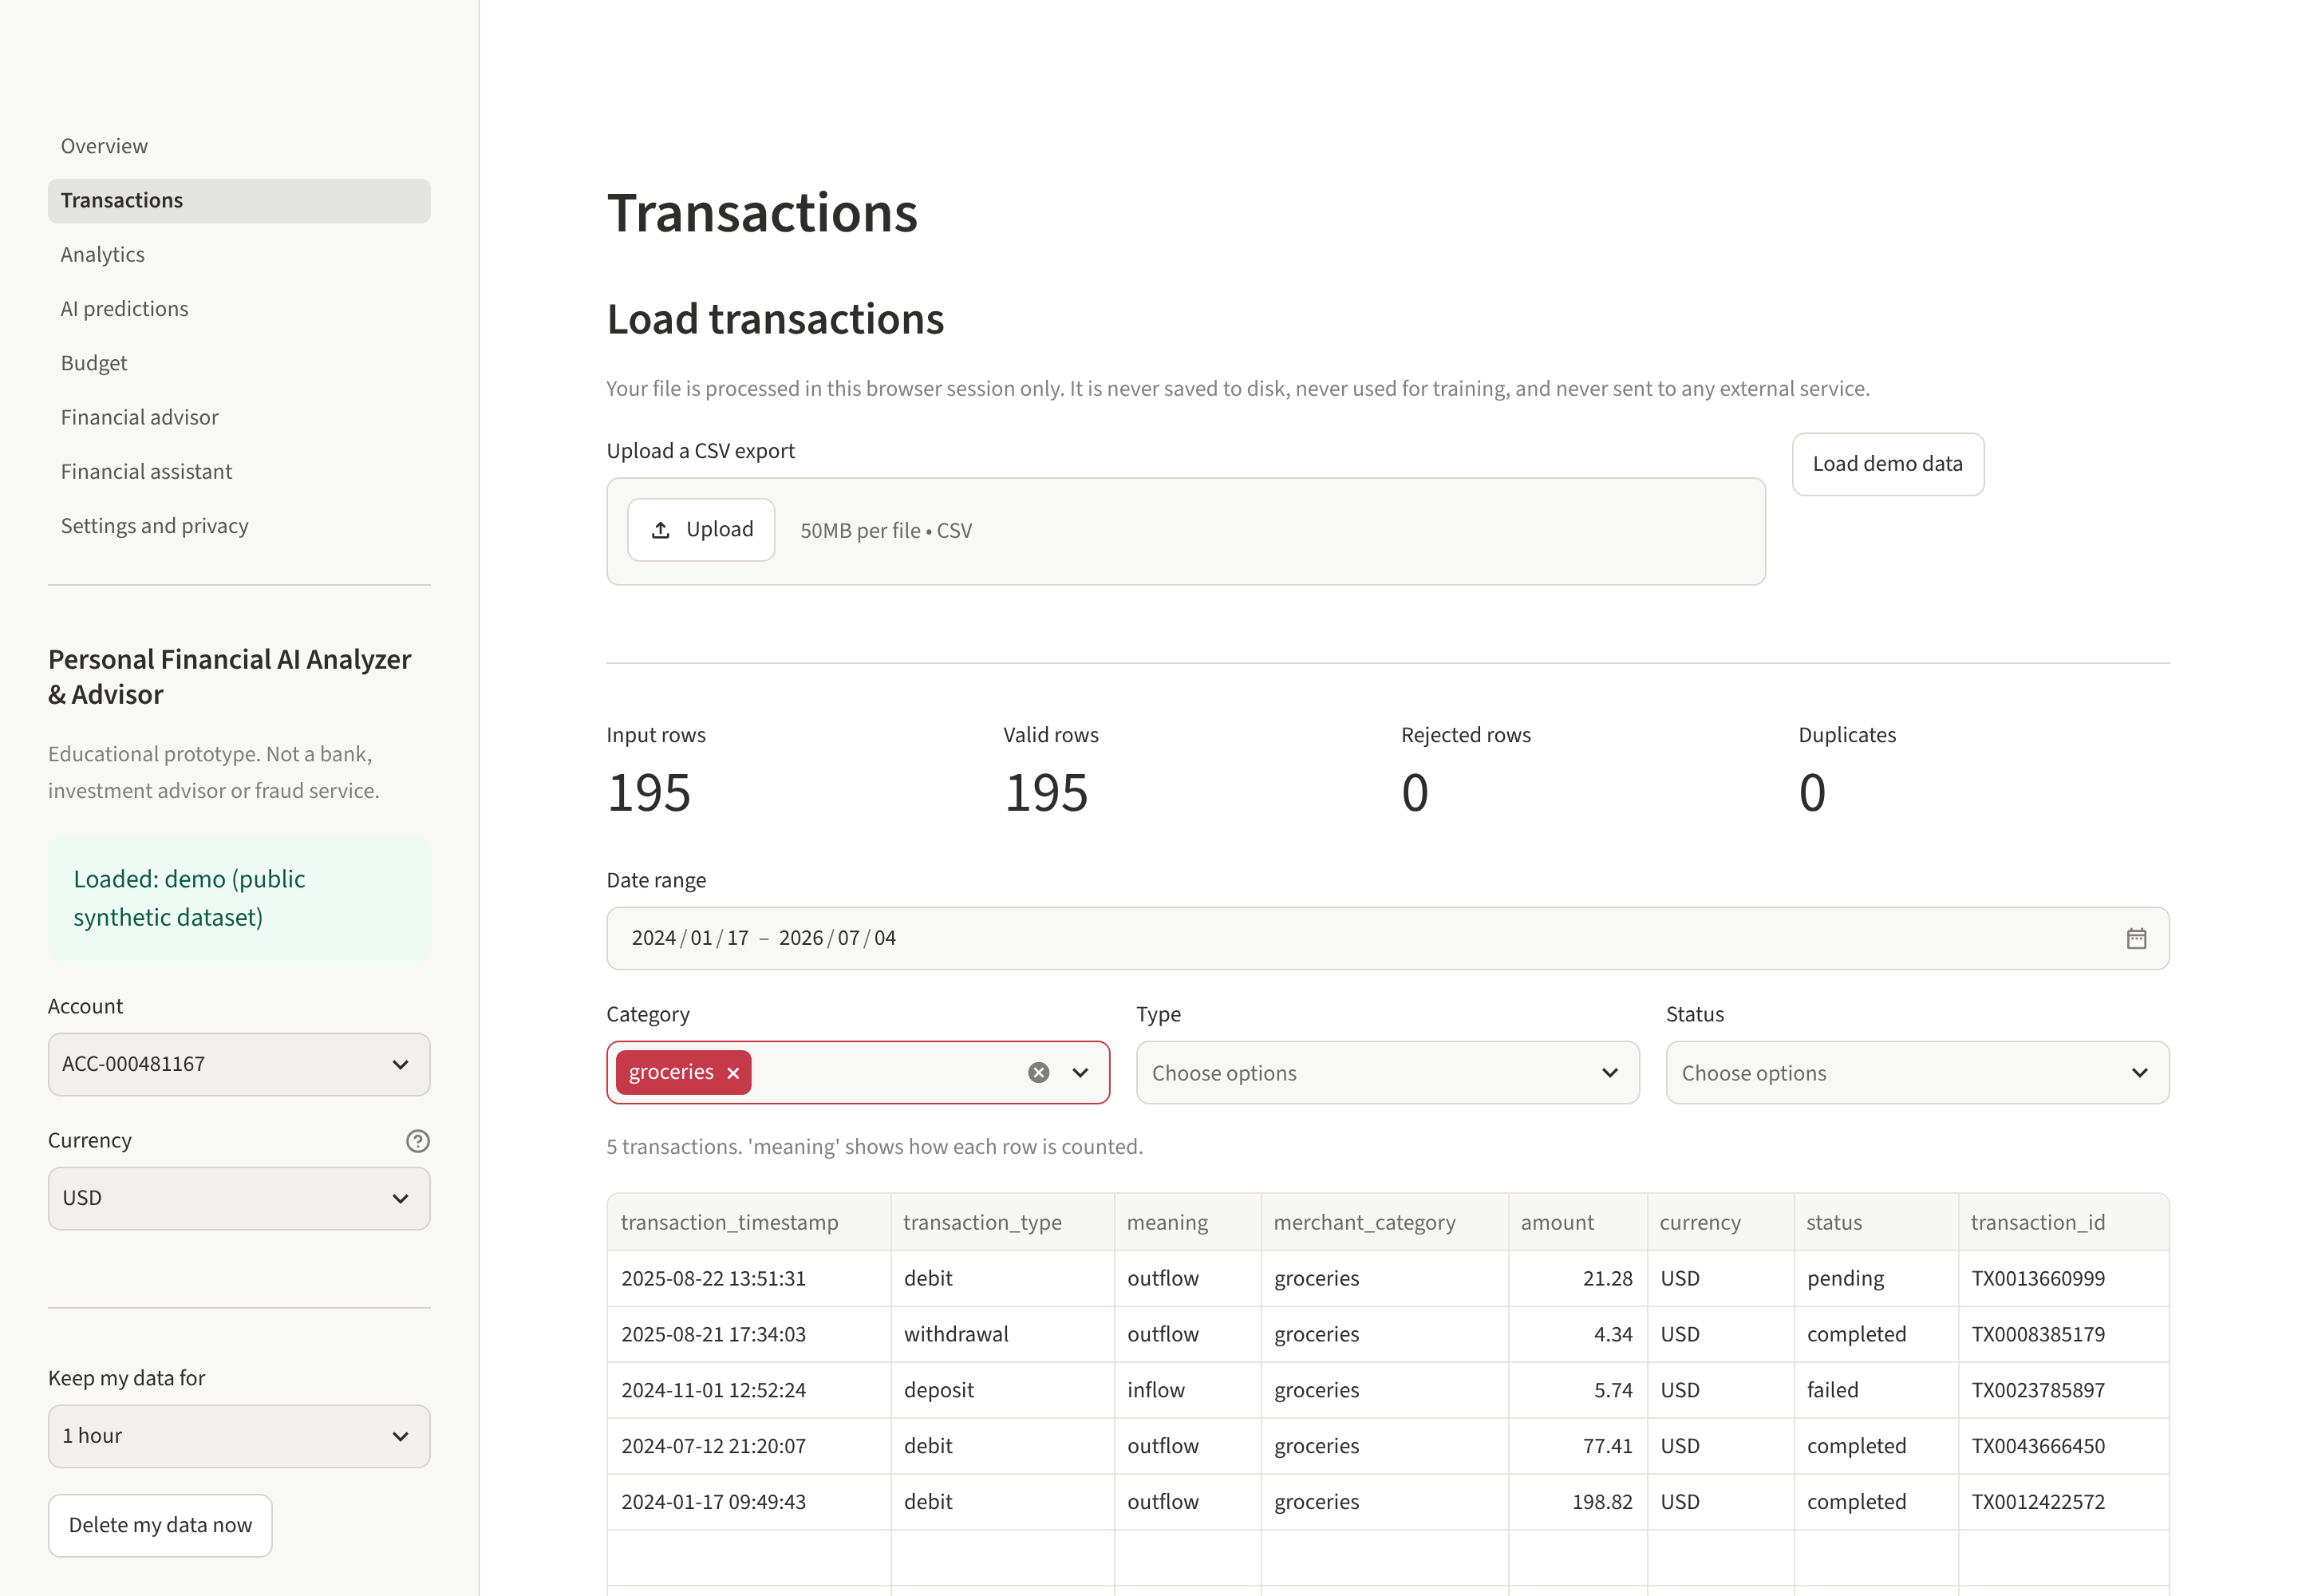 Overview
Transactions
Analytics
AI predictions
Budget
Financial advisor
Financial assistant
Settings and privacy
Personal Financial AI Analyzer
& Advisor
Educational prototype. Not a bank,
investment advisor or fraud service.
Loaded: demo (public
synthetic dataset)
Account
ACC-000481167
Currency
USD
Keep my data for
1 hour
Delete my data now
Transactions
Load transactions
Your file is processed in this browser session only. It is never saved to disk, never used for training, and never sent to any external service.
Upload a CSV export
Load demo data
Upload 50MB per file • CSV
Input rows Valid rows Rejected rows Duplicates
195 195 0 0
Date range
2024/01/17 – 2026/07/04
Category Type Status
groceries Choose options Choose options
5 transactions. 'meaning' shows how each row is counted.
transaction_timestamp transaction_type meaning merchant_category amount currency status transaction_id
2025-08-22 13:51:31 debit outflow groceries 21.28 USD pending TX0013660999
2025-08-21 17:34:03 withdrawal outflow groceries 4.34 USD completed TX0008385179
2024-11-01 12:52:24 deposit inflow groceries 5.74 USD failed TX0023785897
2024-07-12 21:20:07 debit outflow groceries 77.41 USD completed TX0043666450
2024-01-17 09:49:43 debit outflow groceries 198.82 USD completed TX0012422572